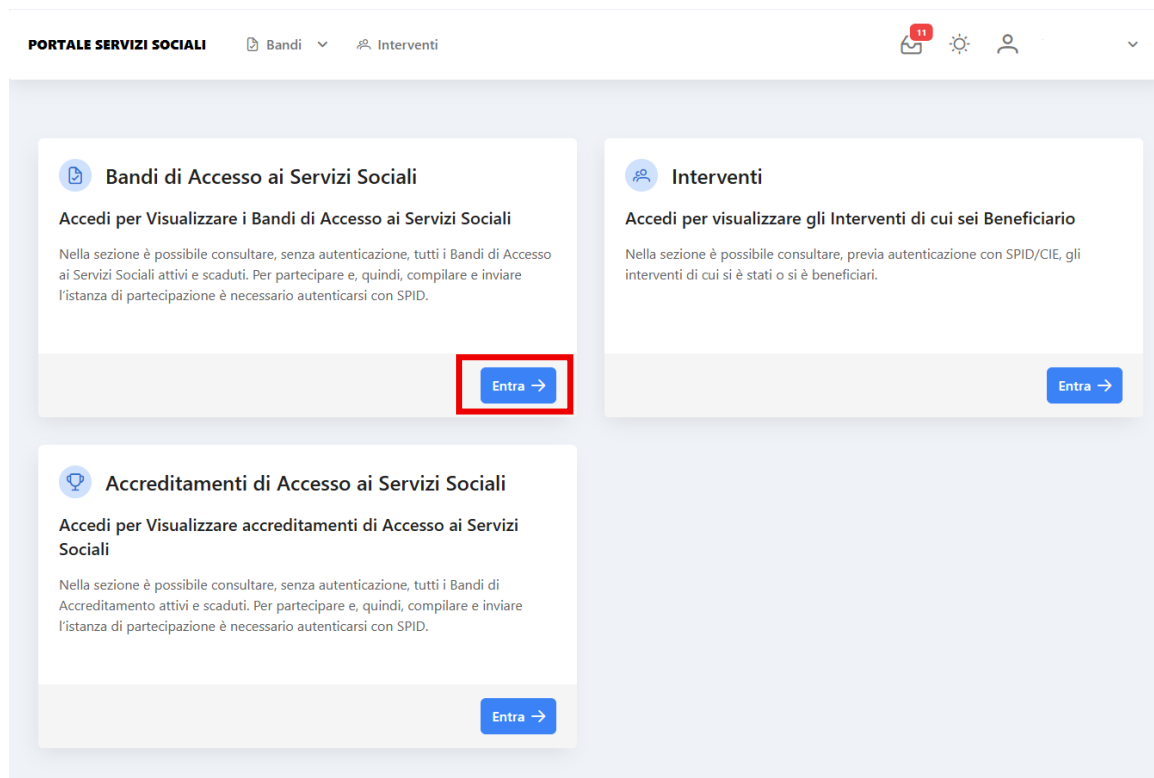 PORTALE SERVIZI SOCIALI Bandi Interventi 11
Bandi di Accesso ai Servizi Sociali
Accedi per Visualizzare i Bandi di Accesso ai Servizi Sociali
Nella sezione è possibile consultare, senza autenticazione, tutti i Bandi di Accesso
ai Servizi Sociali attivi e scaduti. Per partecipare e, quindi, compilare e inviare
l'istanza di partecipazione è necessario autenticarsi con SPID.
Entra →
Interventi
Accedi per visualizzare gli Interventi di cui sei Beneficiario
Nella sezione è possibile consultare, previa autenticazione con SPID/CIE, gli
interventi di cui si è stati o si è beneficiari.
Entra →
Accreditamenti di Accesso ai Servizi Sociali
Accedi per Visualizzare accreditamenti di Accesso ai Servizi
Sociali
Nella sezione è possibile consultare, senza autenticazione, tutti i Bandi di
Accreditamento attivi e scaduti. Per partecipare e, quindi, compilare e inviare
l'istanza di partecipazione è necessario autenticarsi con SPID.
Entra →